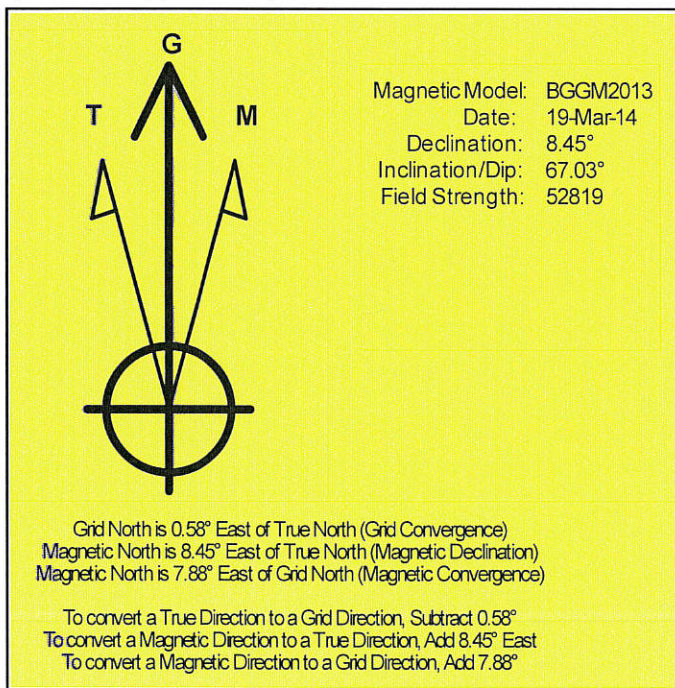 G
T M
Magnetic Model: BGGM2013
Date: 19-Mar-14
Declination: 8.45°
Inclination/Dip: 67.03°
Field Strength: 52819
Grid North is 0.58° East of True North (Grid Convergence)
Magnetic North is 8.45° East of True North (Magnetic Declination)
Magnetic North is 7.88° East of Grid North (Magnetic Convergence)
To convert a True Direction to a Grid Direction, Subtract 0.58°
To convert a Magnetic Direction to a True Direction, Add 8.45° East
To convert a Magnetic Direction to a Grid Direction, Add 7.88°